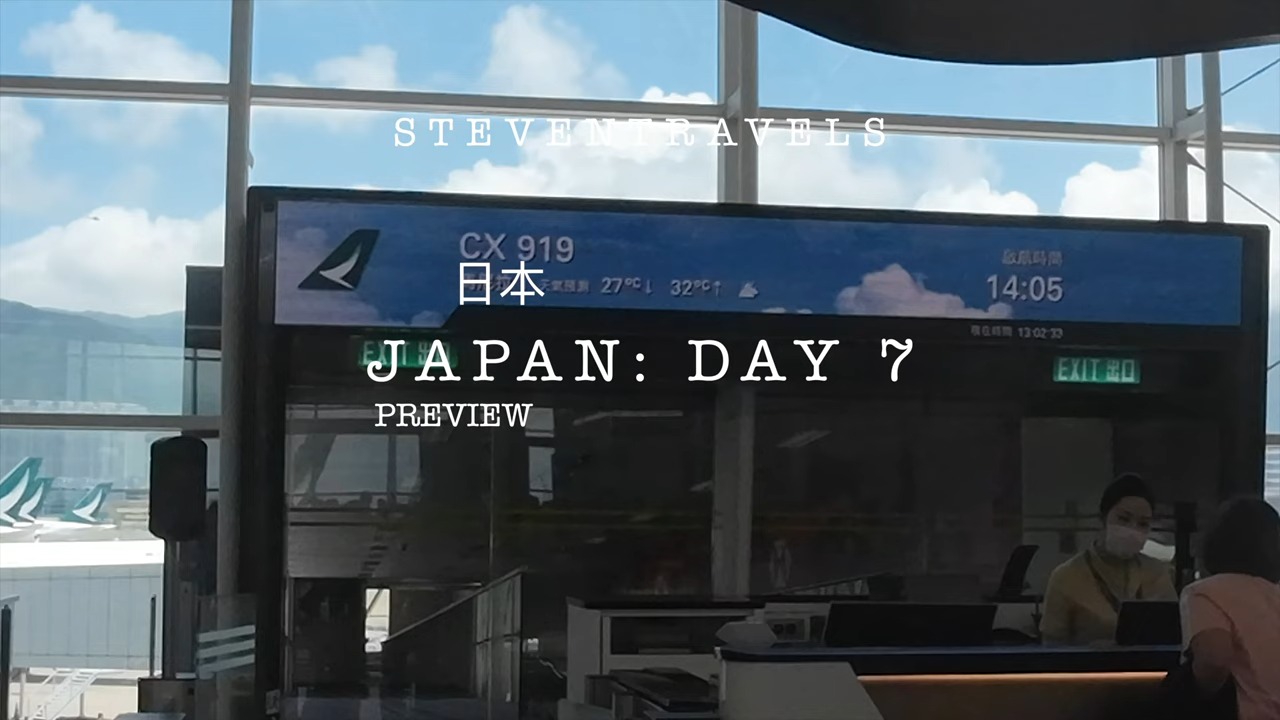 STEVENTRAVELS
CX 919
啟航時間
日本
27°C↓ 32°C↑
14:05
現在時間 13:02:33
EXIT 出口
JAPAN: DAY 7
EXIT 出口
PREVIEW